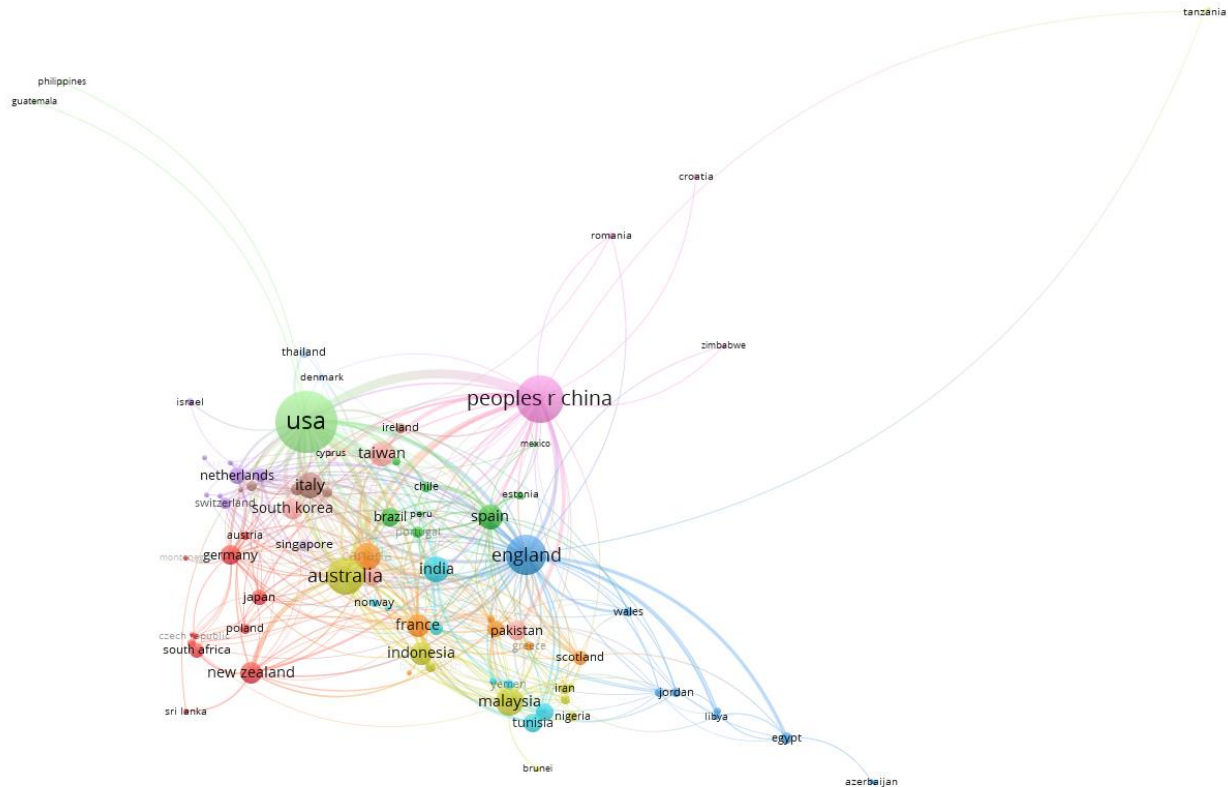 tanzania
philippines
guatemala
croatia
romania
zimbabwe
thailand
denmark
israel
peoples r china
usa
ireland
mexico
cyprus
taiwan
netherlands
italy
chile
estonia
switzerland
south korea
brazil
peru
spain
portugal
austria
singapore
germany
england
india
australia
japan
norway
wales
poland
france
pakistan
czech republic
greece
south africa
indonesia
scotland
new zealand
yemen
iran
jordan
malaysia
sri lanka
tunisia
nigeria
libya
egypt
brunei
azerbaijan